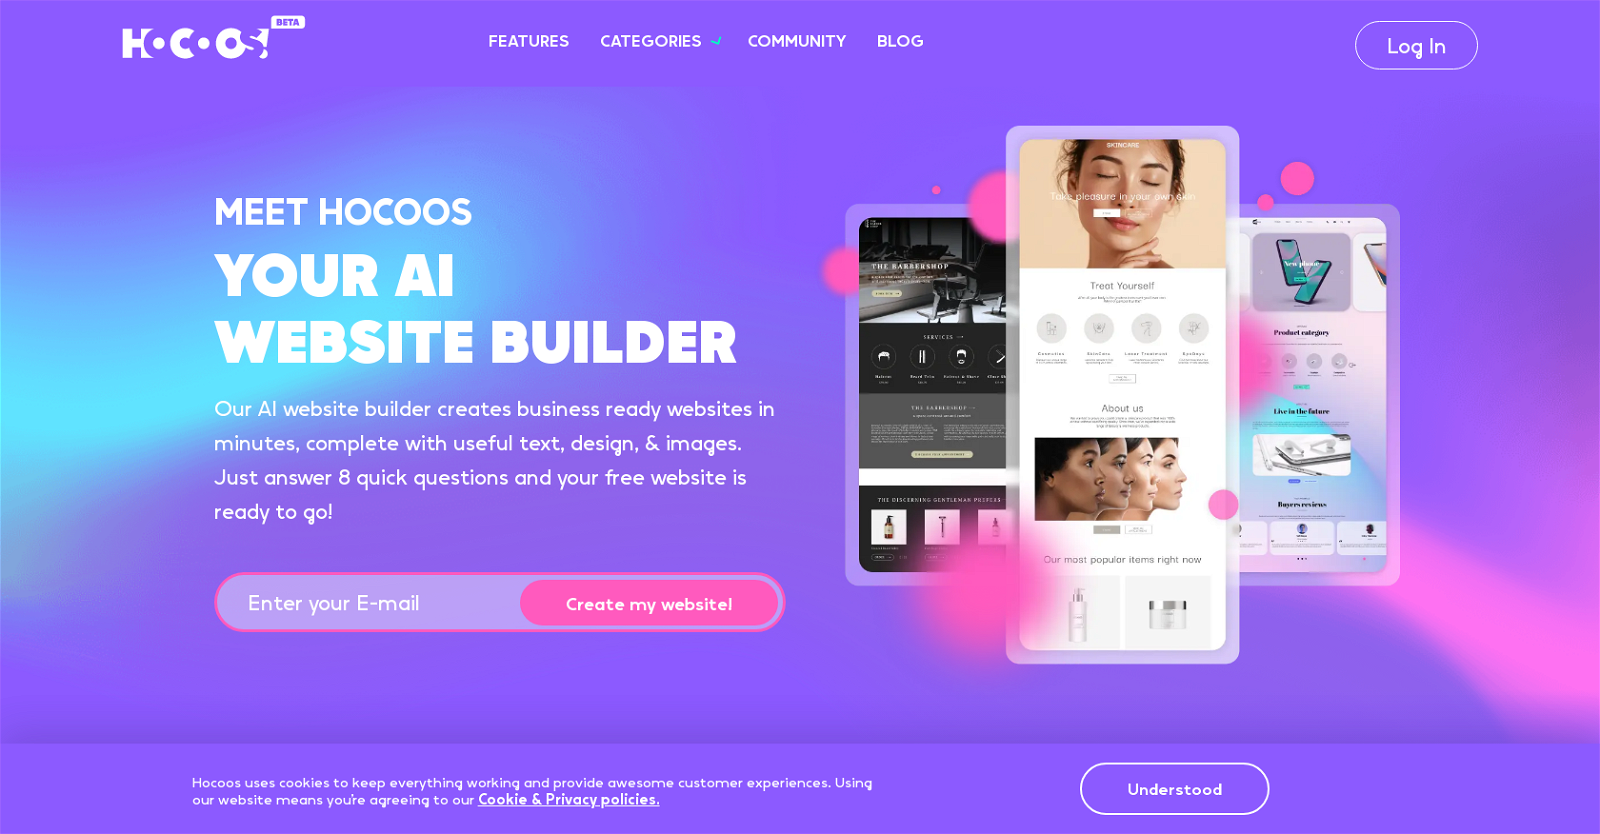 HOCOOS BETA
FEATURES
CATEGORIES
COMMUNITY
BLOG
Log In
MEET HOCOOS
YOUR AI
WEBSITE BUILDER
Our AI website builder creates business ready websites in
minutes, complete with useful text, design, & images.
Just answer 8 quick questions and your free website is
ready to go!
Enter your E-mail
Create my website!
THE BARBERSHOP
SERVICES
THE BARBERSHOP
THE DISCERNING GENTLEMAN PREFERS
SKINCARE
Take pleasure in your own skin
Treat Yourself
About us
Our most popular items right now
New phone
Product category
Live in the future
Buyers reviews
Hocoos uses cookies to keep everything working and provide awesome customer experiences. Using
our website means you're agreeing to our Cookie & Privacy policies.
Understood